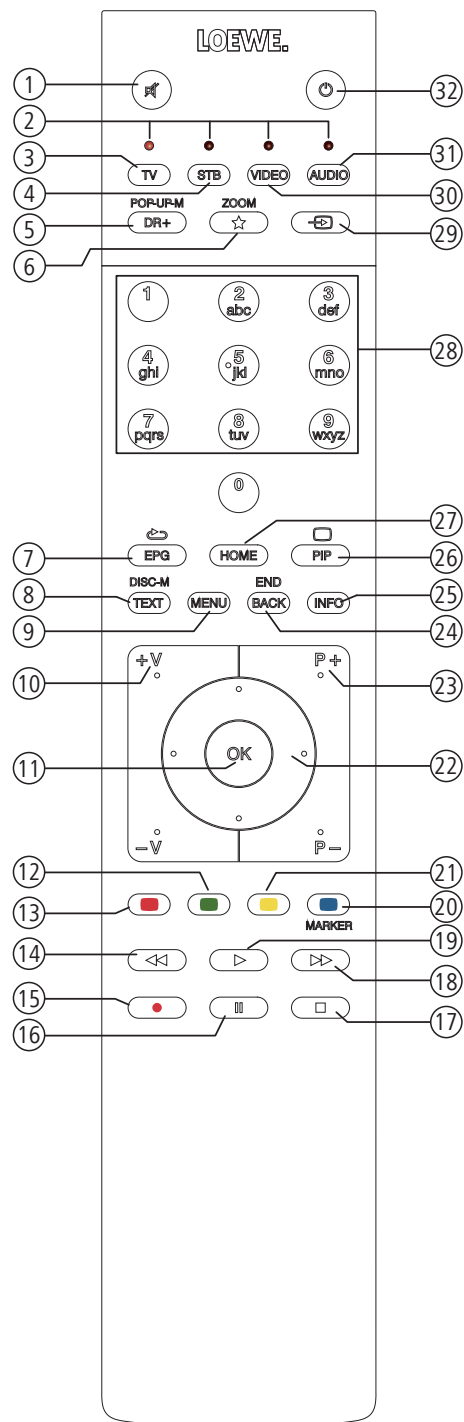 LOEWE.
1 32
2
3 TV STB VIDEO AUDIO 31
4 30
POP-UP-M ZOOM
5 DR+ 29
6
1 2 3
abc def
4 5 6 28
ghi jkl mno
7 8 9
pqrs tuv wxyz
0
27
7 EPG HOME PIP 26
DISC-M END
8 TEXT MENU BACK INFO 25
9 24
+V P+
10 23
11 OK 22
–V P–
12 21
13 20
MARKER
14 19
18
15
16 17